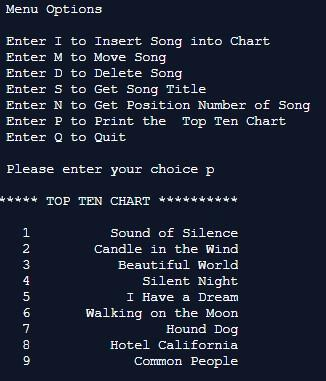 Menu Options
Enter I to Insert Song into Chart
Enter M to Move Song
Enter D to Delete Song
Enter S to Get Song Title
Enter N to Get Position Number of Song
Enter P to Print the  Top Ten Chart
Enter Q to Quit
Please enter your choice p
***** TOP TEN CHART **********
1 Sound of Silence
2 Candle in the Wind
3 Beautiful World
4 Silent Night
5 I Have a Dream
6 Walking on the Moon
7 Hound Dog
8 Hotel California
9 Common People